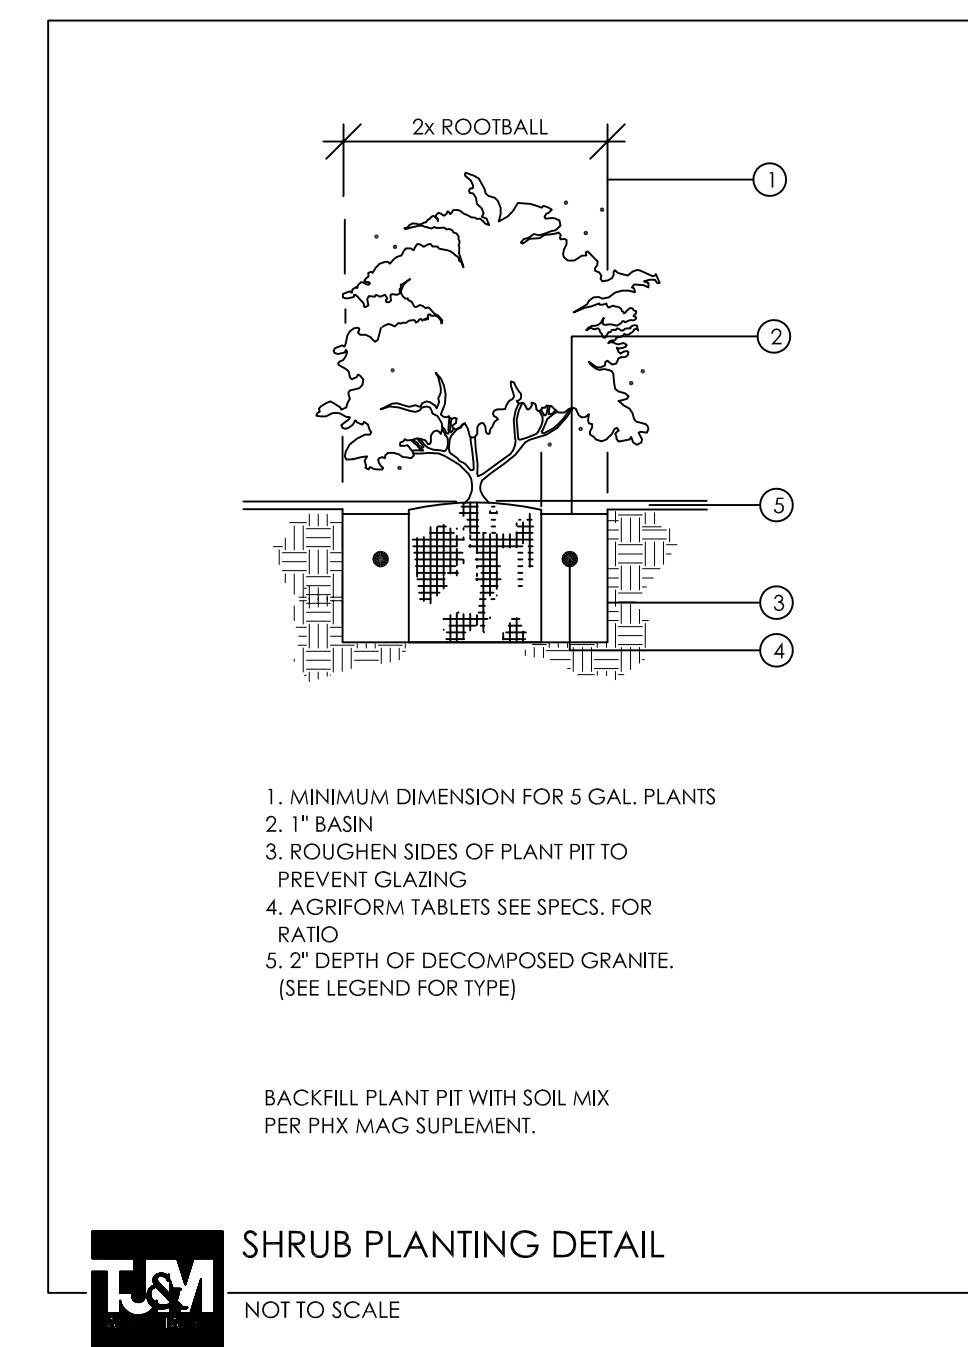 2x ROOTBALL
1
2
5
3
4
1. MINIMUM DIMENSION FOR 5 GAL. PLANTS
2. 1" BASIN
3. ROUGHEN SIDES OF PLANT PIT TO
PREVENT GLAZING
4. AGRIFORM TABLETS SEE SPECS. FOR
RATIO
5. 2" DEPTH OF DECOMPOSED GRANITE.
(SEE LEGEND FOR TYPE)
BACKFILL PLANT PIT WITH SOIL MIX
PER PHX MAG SUPLEMENT.
SHRUB PLANTING DETAIL
TJ&M
NOT TO SCALE